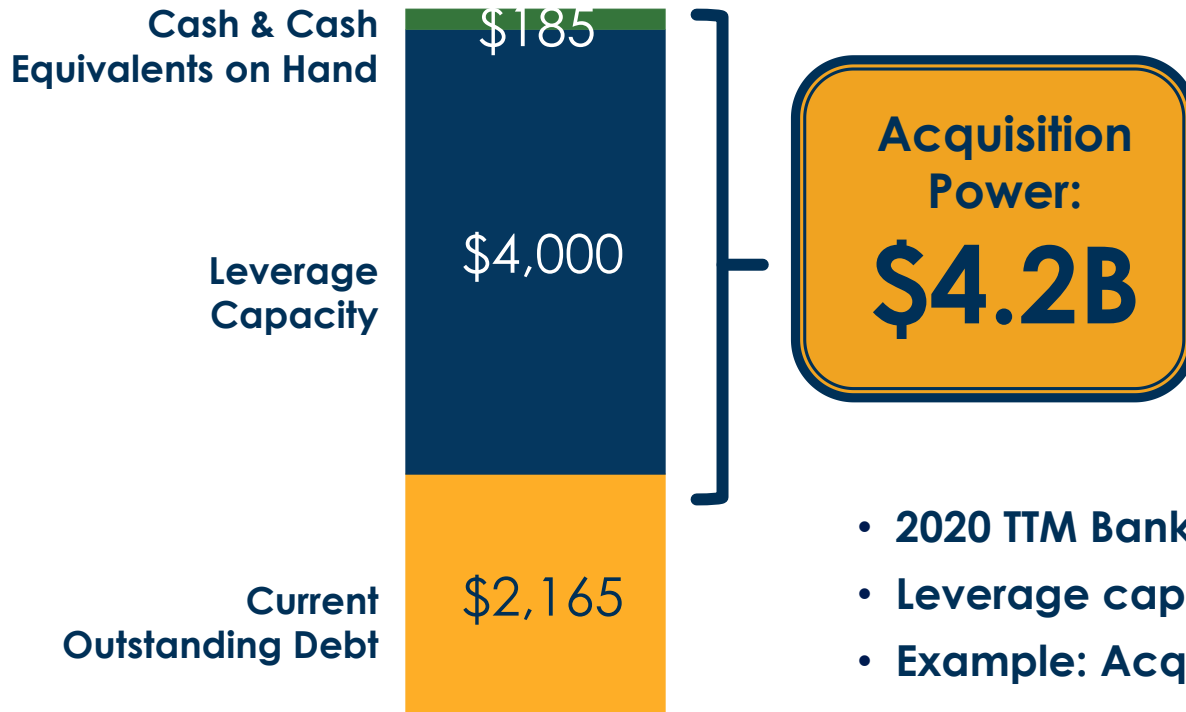 Cash & Cash
Equivalents on Hand
$185
Leverage
Capacity
$4,000
Current
Outstanding Debt
$2,165
Acquisition
Power:
$4.2B
• 2020 TTM Bank
• Leverage cap
• Example: Acq